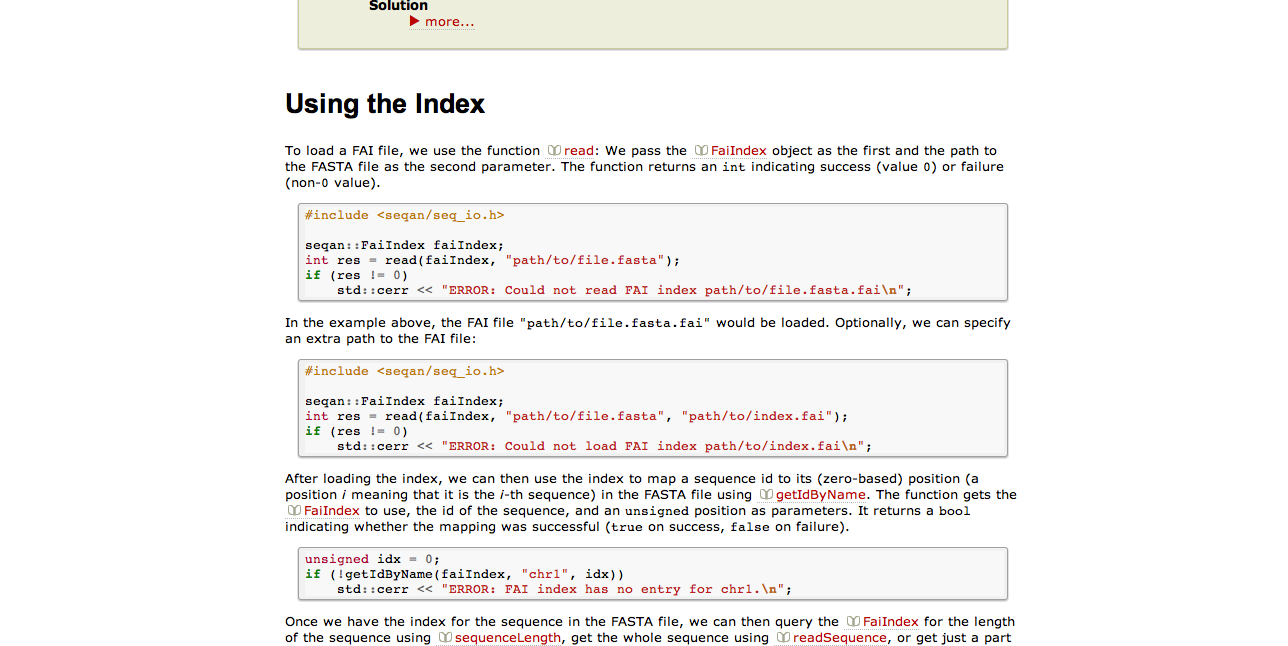 Solution
▶ more...
Using the Index
To load a FAI file, we use the function read: We pass the FaiIndex object as the first and the path to
the FASTA file as the second parameter. The function returns an int indicating success (value 0) or failure
(non-0 value).
#include <seqan/seq_io.h>
seqan::FaiIndex faiIndex;
int res = read(faiIndex, "path/to/file.fasta");
if (res != 0)
    std::cerr << "ERROR: Could not read FAI index path/to/file.fasta.fai\n";
In the example above, the FAI file "path/to/file.fasta.fai" would be loaded. Optionally, we can specify
an extra path to the FAI file:
#include <seqan/seq_io.h>
seqan::FaiIndex faiIndex;
int res = read(faiIndex, "path/to/file.fasta", "path/to/index.fai");
if (res != 0)
    std::cerr << "ERROR: Could not load FAI index path/to/index.fai\n";
After loading the index, we can then use the index to map a sequence id to its (zero-based) position (a
position i meaning that it is the i-th sequence) in the FASTA file using getIdByName. The function gets the
FaiIndex to use, the id of the sequence, and an unsigned position as parameters. It returns a bool
indicating whether the mapping was successful (true on success, false on failure).
unsigned idx = 0;
if (!getIdByName(faiIndex, "chr1", idx))
    std::cerr << "ERROR: FAI index has no entry for chr1.\n";
Once we have the index for the sequence in the FASTA file, we can then query the FaiIndex for the length
of the sequence using sequenceLength, get the whole sequence using readSequence, or get just a part